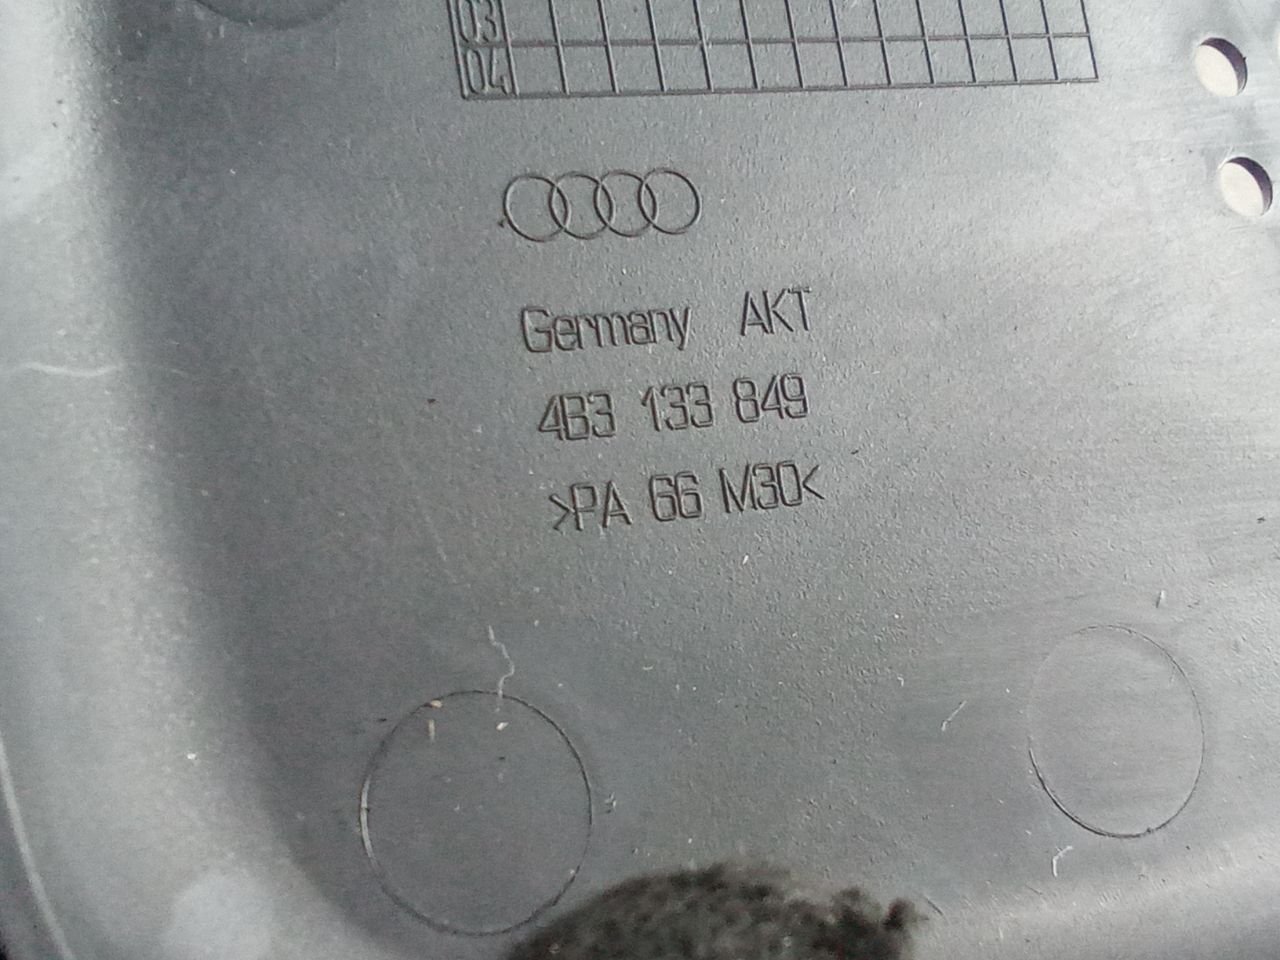 03
04
Germany AKT
4B3 133 849
>PA 66 M30<